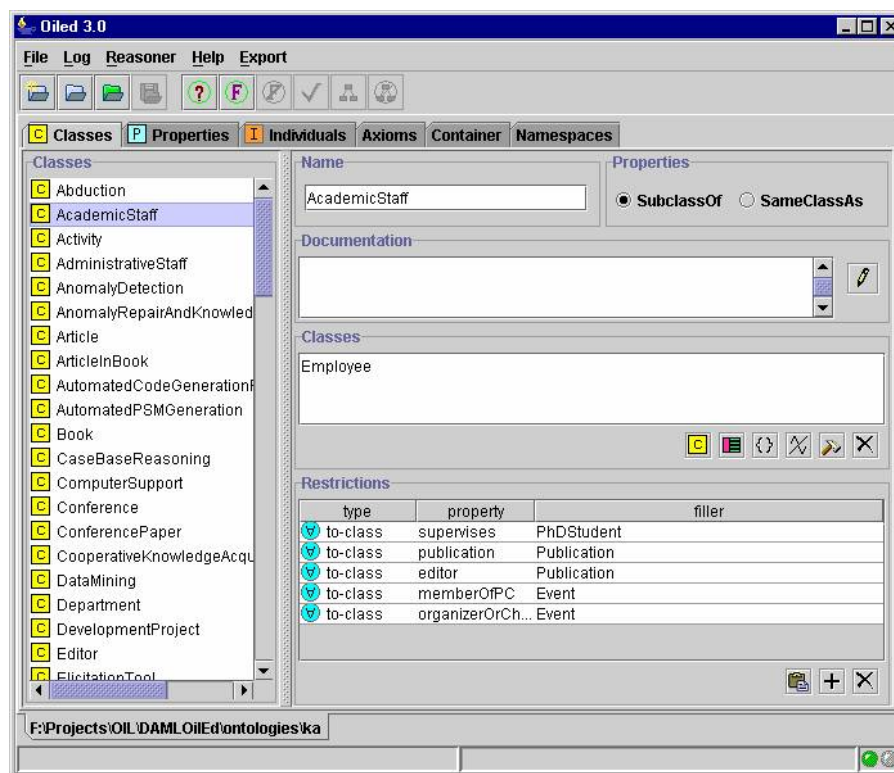 Oiled 3.0
File Log Reasoner Help Export
C Classes P Properties I Individuals Axioms Container Namespaces
Classes
C Abduction
C AcademicStaff
C Activity
C AdministrativeStaff
C AnomalyDetection
C AnomalyRepairAndKnowled
C Article
C ArticleInBook
C AutomatedCodeGenerationF
C AutomatedPSMGeneration
C Book
C CaseBaseReasoning
C ComputerSupport
C Conference
C ConferencePaper
C CooperativeKnowledgeAcqu
C DataMining
C Department
C DevelopmentProject
C Editor
C ElicitationTool
Name
AcademicStaff
Properties
SubclassOf SameClassAs
Documentation
Classes
Employee
C {}
Restrictions
type property filler
∀ to-class supervises PhDStudent
∀ to-class publication Publication
∀ to-class editor Publication
∀ to-class memberOfPC Event
∀ to-class organizerOrCh... Event
F:\Projects\OIL\DAMLOilEd\ontologies\ka